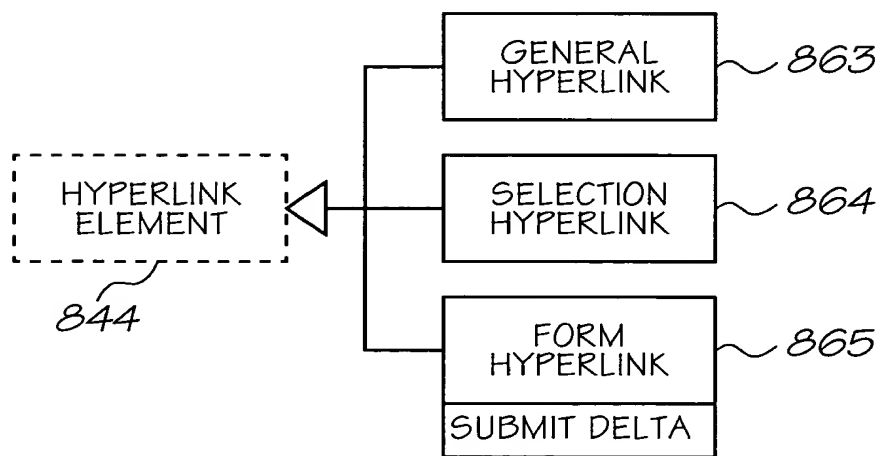 GENERAL
HYPERLINK
863
HYPERLINK
ELEMENT
844
SELECTION
HYPERLINK
864
FORM
HYPERLINK
865
SUBMIT DELTA